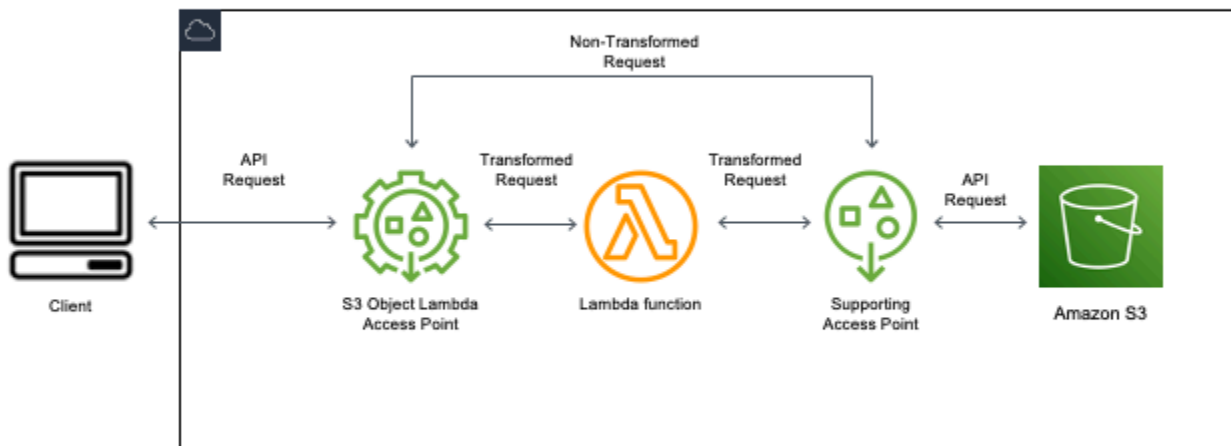 Non-Transformed
Request
API
Request
Transformed
Request
Transformed
Request
API
Request
Client
S3 Object Lambda
Access Point
Lambda function
Supporting
Access Point
Amazon S3